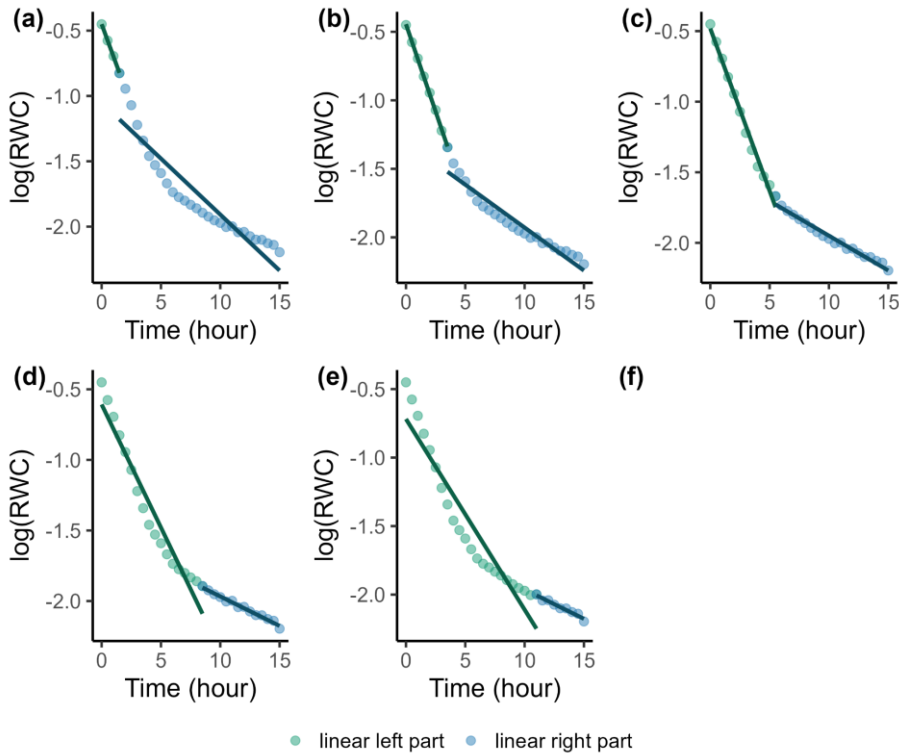 (a) (b) (c)
-0.5 -0.5 -0.5
-1.0 -1.0 -1.0
-1.5 -1.5 -1.5
-2.0 -2.0 -2.0
log(RWC) log(RWC) log(RWC)
0 5 10 15 0 5 10 15 0 5 10 15
Time (hour) Time (hour) Time (hour)
(d) (e) (f)
-0.5 -0.5
-1.0 -1.0
-1.5 -1.5
-2.0 -2.0
log(RWC) log(RWC)
0 5 10 15 0 5 10 15
Time (hour) Time (hour)
linear left part linear right part